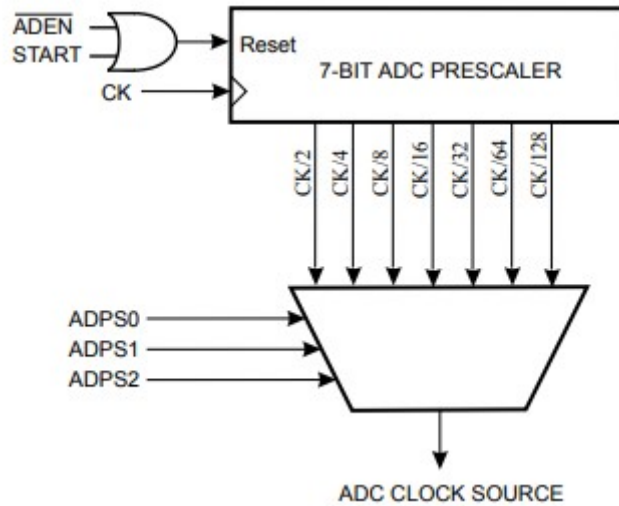 ADEN
START
Reset
CK
7-BIT ADC PRESCALER
CK/2
CK/4
CK/8
CK/16
CK/32
CK/64
CK/128
ADPS0
ADPS1
ADPS2
ADC CLOCK SOURCE